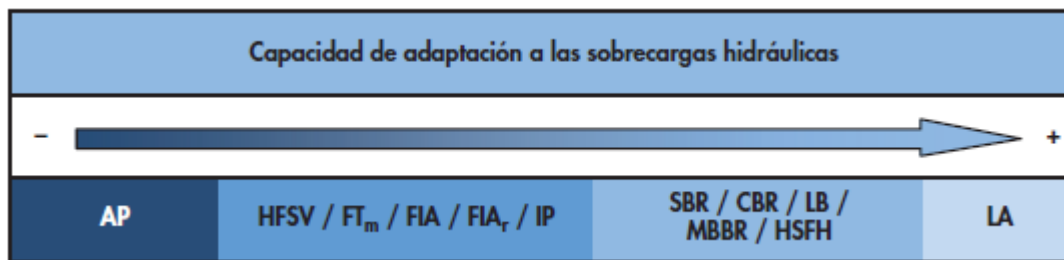 Capacidad de adaptación a las sobrecargas hidráulicas
– +
AP
HFSV / FTm / FIA / FIAr / IP
SBR / CBR / LB /
MBBR / HSFH
LA